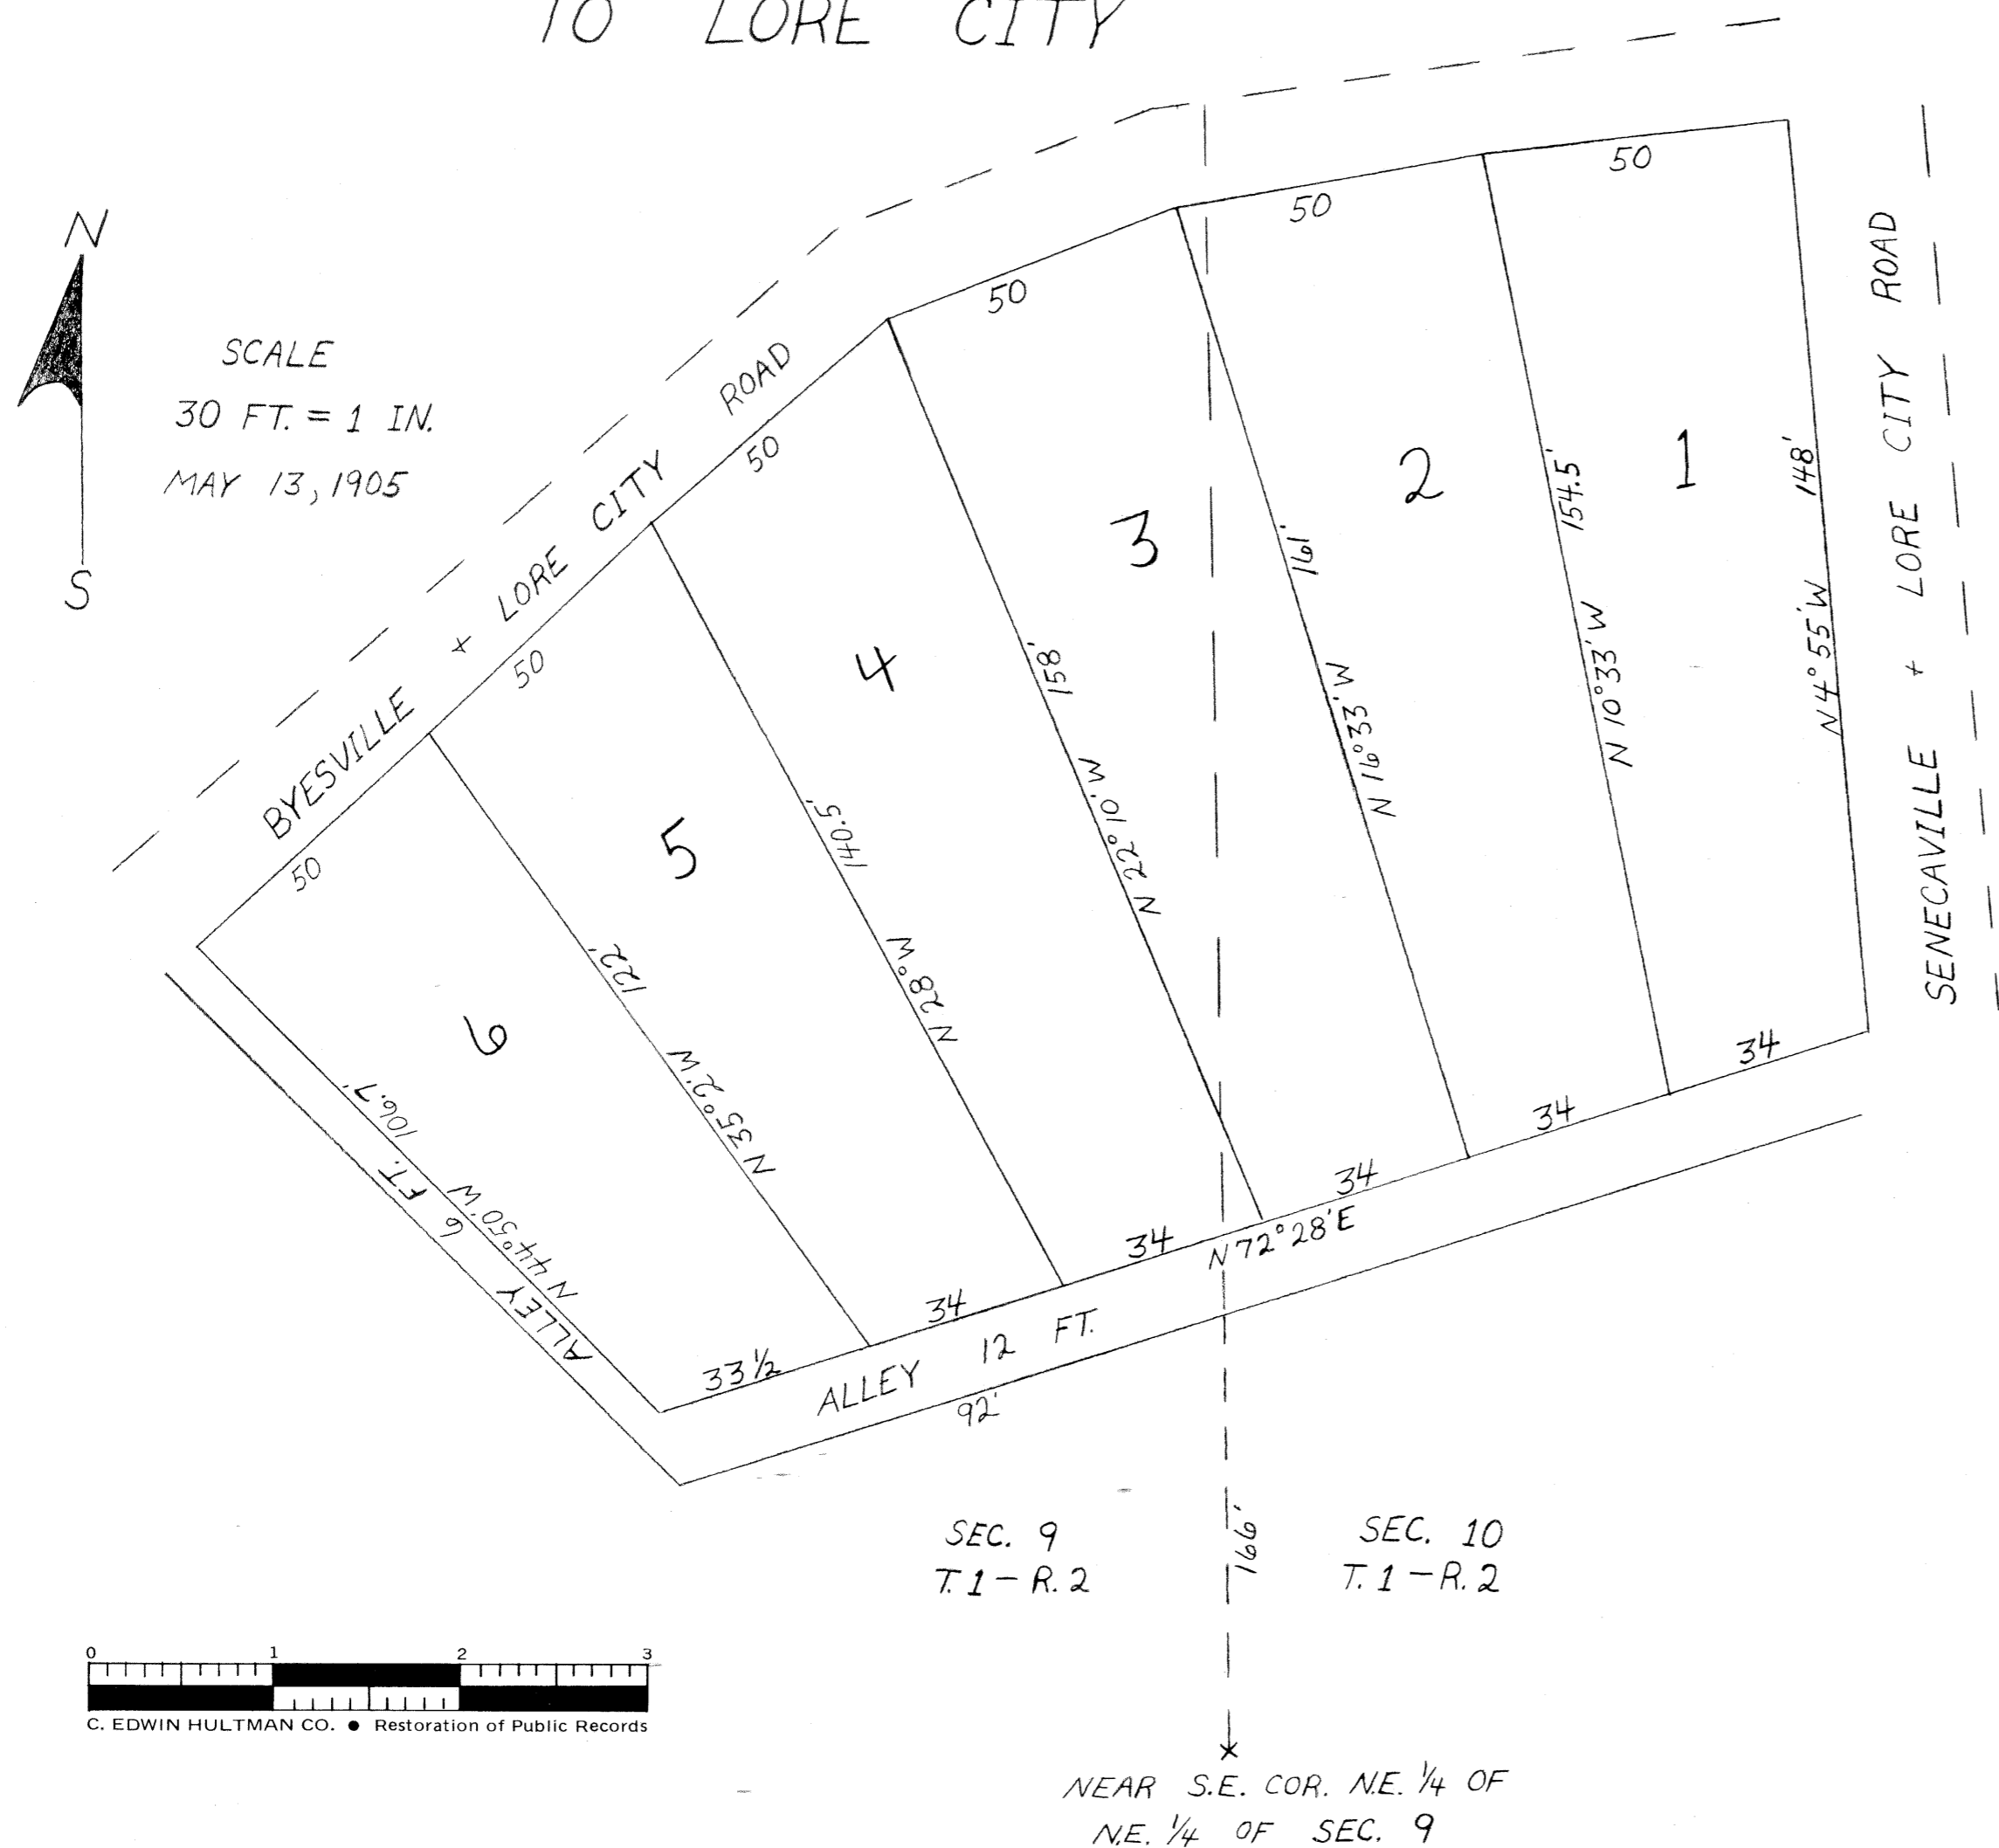 TO LORE CITY
N
S
SCALE
30 FT. = 1 IN.
MAY 13, 1905
BYESVILLE + LORE CITY ROAD
SENECAVILLE + LORE CITY ROAD
50
50
50
50
50
50
1
2
3
4
5
6
148'
N 4° 55' W
154.5'
N 10° 33' W
161'
N 16° 33' W
158'
N 22° 10' W
140.5'
N 28° W
122'
N 35° 2' W
106.7'
N 44° 50' W
ALLEY 6 FT.
34
34
34
34
34
33 1/2
N 72° 28' E
ALLEY 12 FT.
92'
166'
SEC. 9
T. 1 - R. 2
SEC. 10
T. 1 - R. 2
0 1 2 3
C. EDWIN HULTMAN CO. ● Restoration of Public Records
NEAR S.E. COR. N.E. 1/4 OF
N.E. 1/4 OF SEC. 9